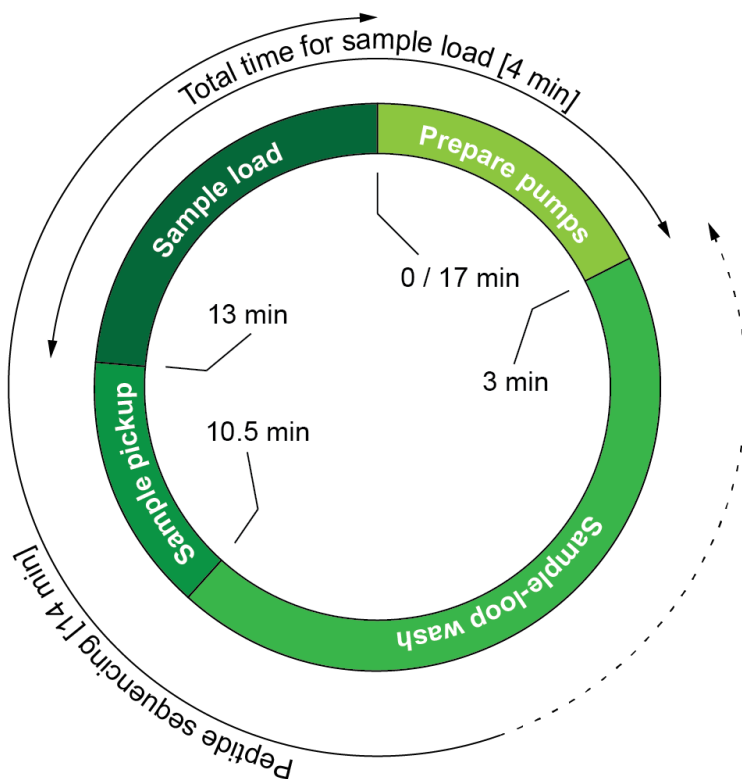 Total time for sample load [4 min]
Sample load
Prepare pumps
0 / 17 min
13 min
3 min
Sample pickup
10.5 min
Sample-loop wash
Peptide sequencing [14 min]